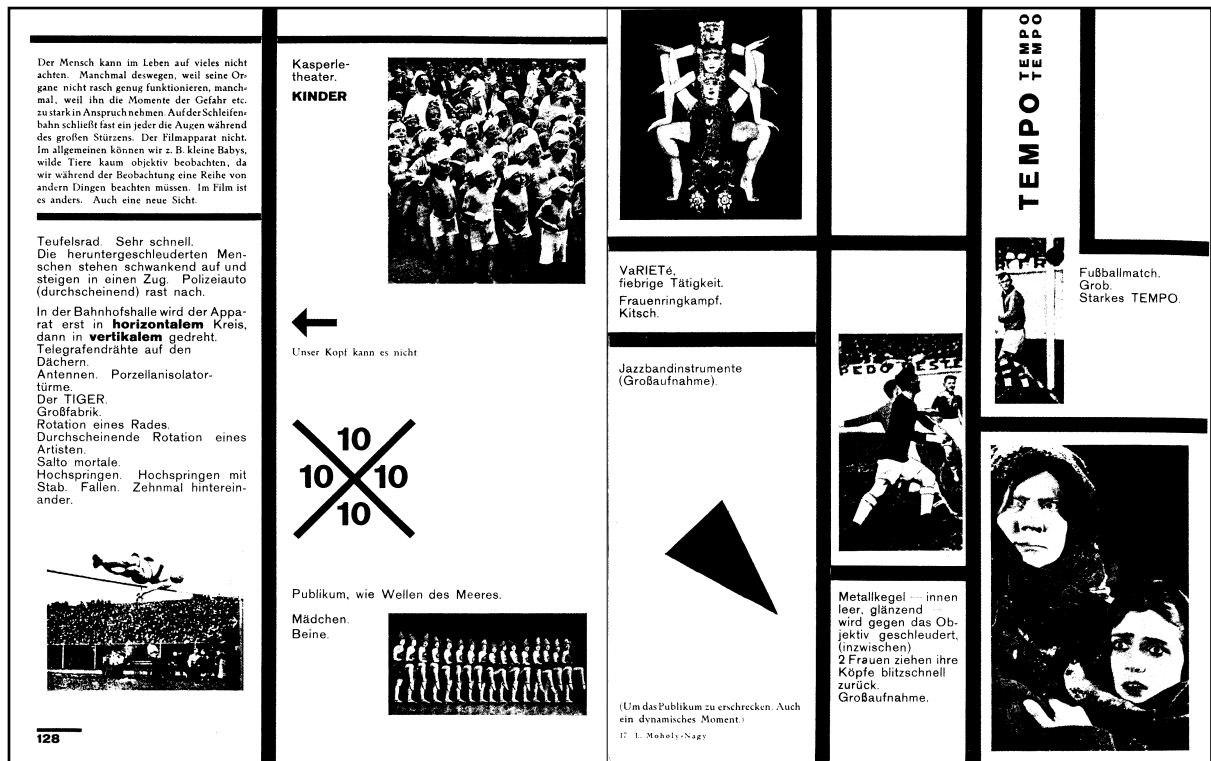 Der Mensch kann im Leben auf vieles nicht
achten. Manchmal deswegen, weil seine Or-
gane nicht rasch genug funktionieren, manch-
mal, weil ihn die Momente der Gefahr etc.
zu stark in Anspruch nehmen. Auf der Schleifen-
bahn schließt fast ein jeder die Augen während
des großen Stürzens. Der Filmapparat nicht.
Im allgemeinen können wir z. B. kleine Babys,
wilde Tiere kaum objektiv beobachten, da
wir während der Beobachtung eine Reihe von
andern Dingen beachten müssen. Im Film ist
es anders. Auch eine neue Sicht.
Teufelsrad. Sehr schnell.
Die heruntergeschleuderten Men-
schen stehen schwankend auf und
steigen in einen Zug. Polizeiauto
(durchscheinend) rast nach.
In der Bahnhofshalle wird der Appa-
rat erst in horizontalem Kreis,
dann in vertikalem gedreht.
Telegrafendrähte auf den
Dächern.
Antennen. Porzellanisolator-
türme.
Der TIGER.
Großfabrik.
Rotation eines Rades.
Durchscheinende Rotation eines
Artisten.
Salto mortale.
Hochspringen. Hochspringen mit
Stab. Fallen. Zehnmal hinterein-
ander.
128
Kasperle-
theater.
KINDER
Unser Kopf kann es nicht
10
10 10
10
Publikum, wie Wellen des Meeres.
Mädchen.
Beine.
VaRIETé,
fiebrige Tätigkeit.
Frauenringkampf.
Kitsch.
Jazzbandinstrumente
(Großaufnahme).
(Um das Publikum zu erschrecken. Auch
ein dynamisches Moment.)
17 L. Moholy-Nagy
PEDO ESTE
Metallkegel — innen
leer, glänzend —
wird gegen das Ob-
jektiv geschleudert,
(inzwischen)
2 Frauen ziehen ihre
Köpfe blitzschnell
zurück.
Großaufnahme.
TEMPO TEMPO TEMPO
TEMPO TEMPO
Fußballmatch.
Grob.
Starkes TEMPO.